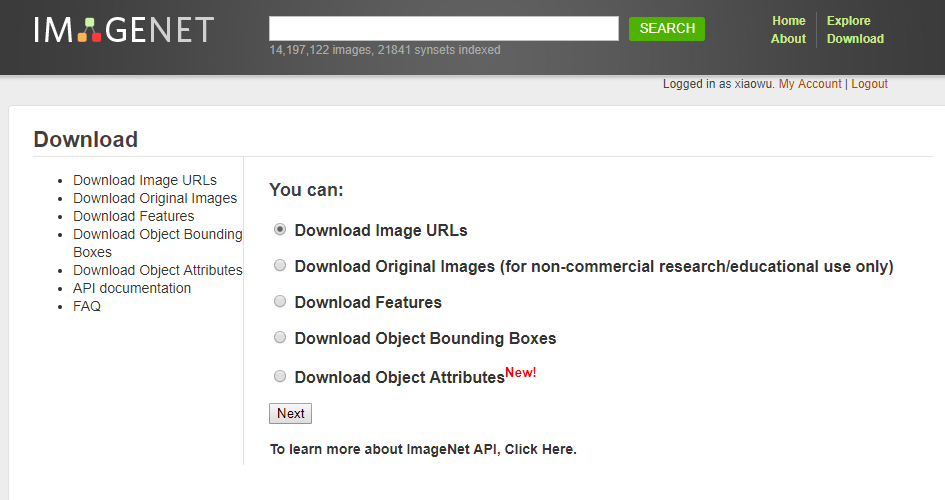 IMAGENET
SEARCH
14,197,122 images, 21841 synsets indexed
Home
Explore
About
Download
Logged in as xiaowu. My Account | Logout
Download
Download Image URLs
Download Original Images
Download Features
Download Object Bounding
Boxes
Download Object Attributes
API documentation
FAQ
You can:
Download Image URLs
Download Original Images (for non-commercial research/educational use only)
Download Features
Download Object Bounding Boxes
Download Object Attributes New!
Next
To learn more about ImageNet API, Click Here.